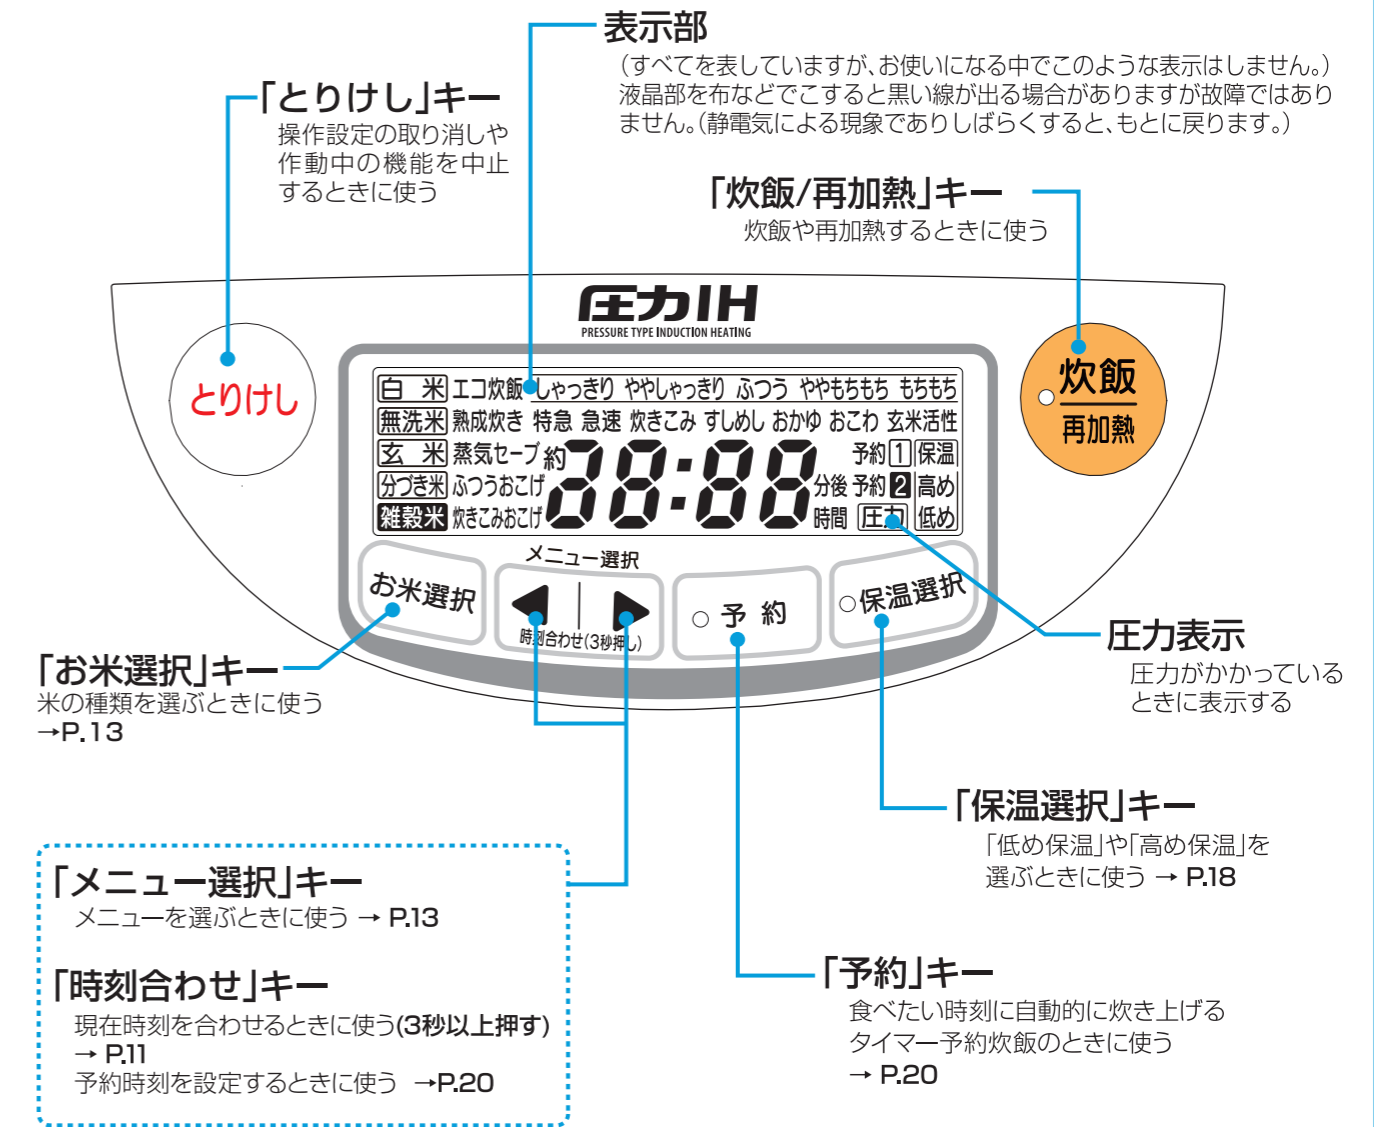 表示部
（すべてを表していますが、お使いになる中でこのような表示はしません。）
液晶部を布などでこすると黒い線が出る場合がありますが故障ではあり
ません。（静電気による現象でありしばらくすると、もとに戻ります。）
「とりけし」キー
操作設定の取り消しや
作動中の機能を中止
するときに使う
「炊飯/再加熱」キー
炊飯や再加熱するときに使う
圧力IH
PRESSURE TYPE INDUCTION HEATING
とりけし
炊飯
再加熱
白 米 エコ炊飯 しゃっきり ややしゃっきり ふつう ややもちもち もちもち
無洗米 熟成炊き 特急 急速 炊きこみ すしめし おかゆ おこわ 玄米活性
玄 米 蒸気セーブ 約 38:88 予約 1 保温
分づき米 ふつうおこげ 分後 予約 2 高め
雑穀米 炊きこみおこげ 時間 圧力 低め
メニュー選択
お米選択
時刻合わせ(3秒押し)
予 約
保温選択
「お米選択」キー
米の種類を選ぶときに使う
→P.13
圧力表示
圧力がかかっている
ときに表示する
「保温選択」キー
「低め保温」や「高め保温」を
選ぶときに使う → P.18
「メニュー選択」キー
メニューを選ぶときに使う → P.13
「時刻合わせ」キー
現在時刻を合わせるときに使う(3秒以上押す)
→ P.11
予約時刻を設定するときに使う →P.20
「予約」キー
食べたい時刻に自動的に炊き上げる
タイマー予約炊飯のときに使う
→ P.20